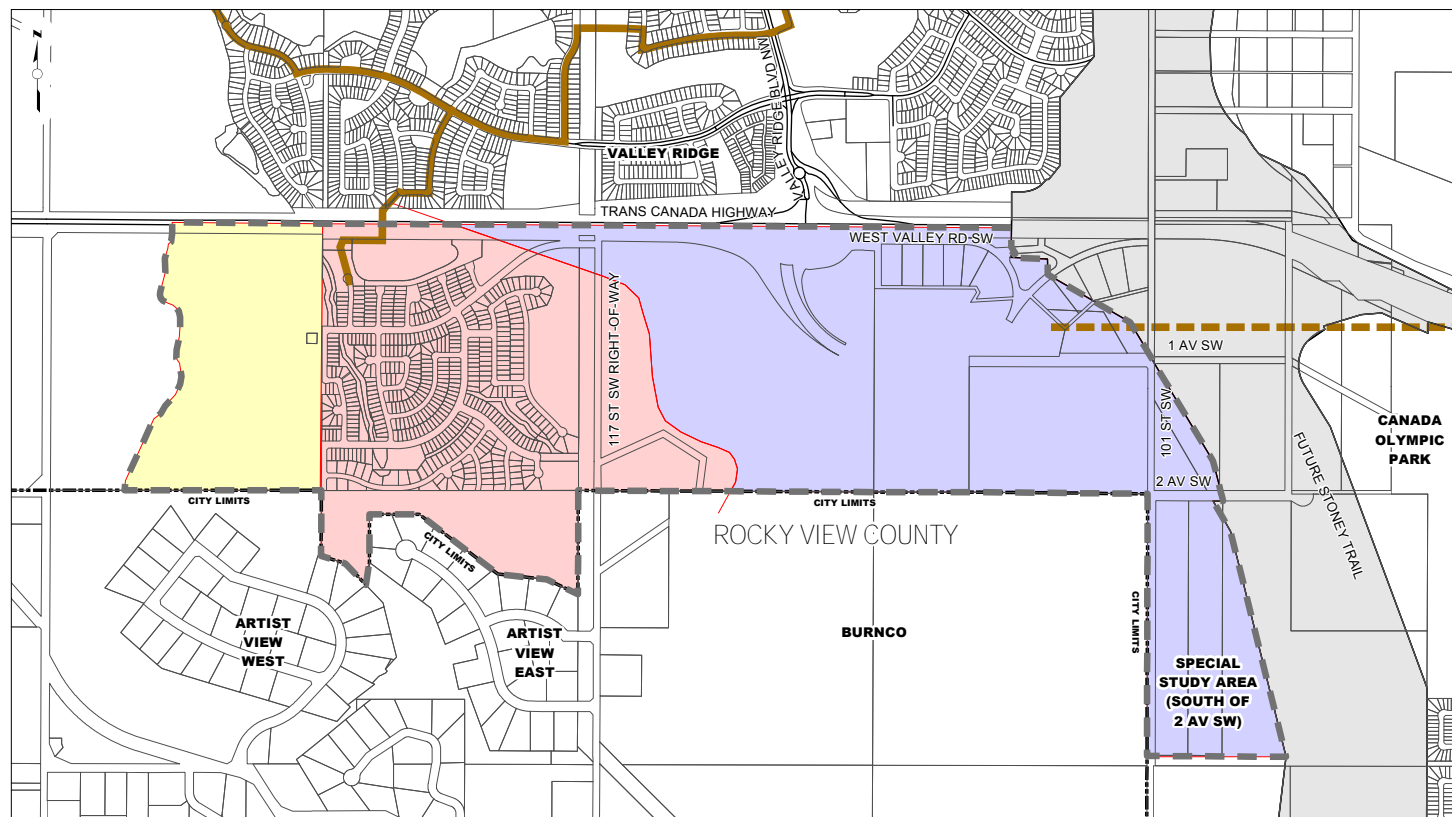 N
VALLEY RIDGE BLVD NW
VALLEY RIDGE
TRANS CANADA HIGHWAY
WEST VALLEY RD SW
117 ST SW RIGHT-OF-WAY
1 AV SW
101 ST SW
CANADA
OLYMPIC
PARK
FUTURE STONEY TRAIL
2 AV SW
CITY LIMITS
CITY LIMITS
CITY LIMITS
ROCKY VIEW COUNTY
CITY LIMITS
ARTIST
VIEW
WEST
ARTIST
VIEW
EAST
BURNCO
SPECIAL
STUDY AREA
(SOUTH OF
2 AV SW)